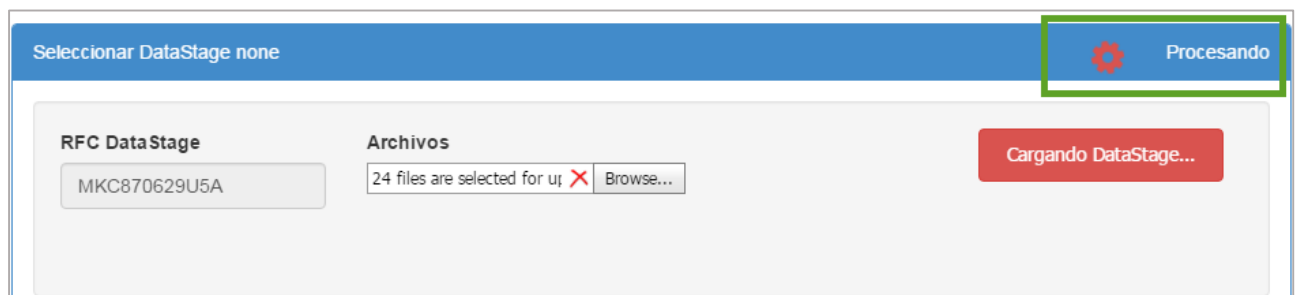 Seleccionar DataStage none
Procesando
RFC DataStage
Archivos
MKC870629U5A
24 files are selected for up
Browse...
Cargando DataStage...